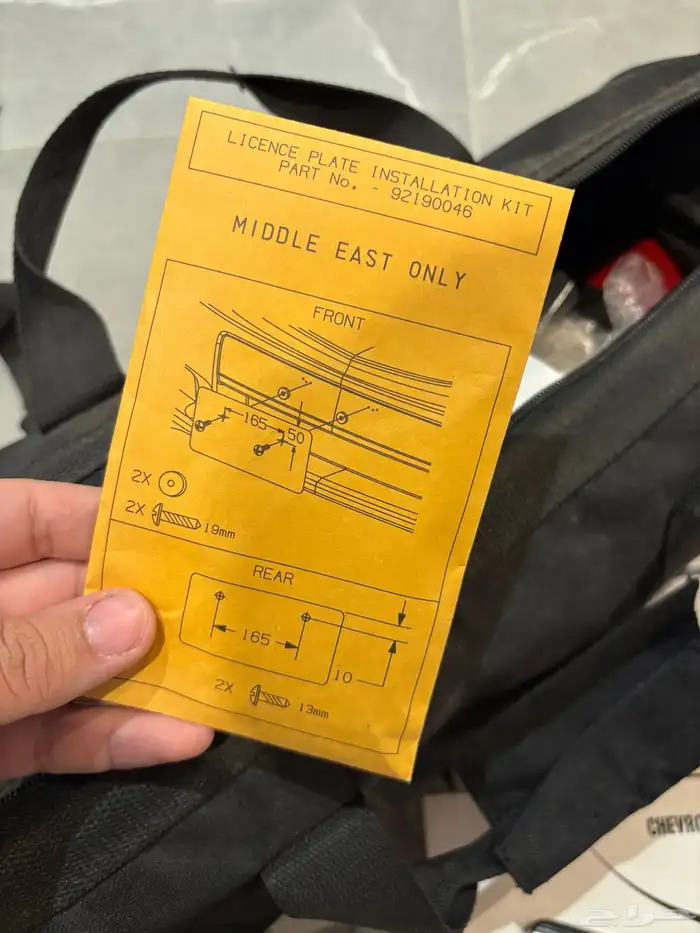 LICENCE PLATE INSTALLATION KIT
PART No. - 92190046
MIDDLE EAST ONLY
FRONT
165
50
2X
2X 19mm
REAR
165
10
2X 13mm
CHEVRO
حراج